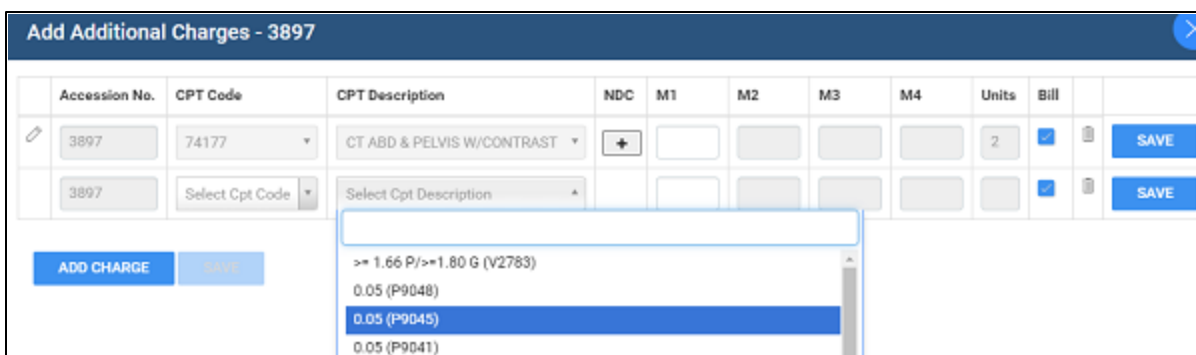 Add Additional Charges - 3897
Accession No. CPT Code CPT Description NDC M1 M2 M3 M4 Units Bill
3897 74177 CT ABD & PELVIS W/CONTRAST + 2 SAVE
3897 Select Cpt Code Select Cpt Description SAVE
ADD CHARGE SAVE
>= 1.66 P/>=1.80 G (V2783)
0.05 (P9048)
0.05 (P9045)
0.05 (P9041)